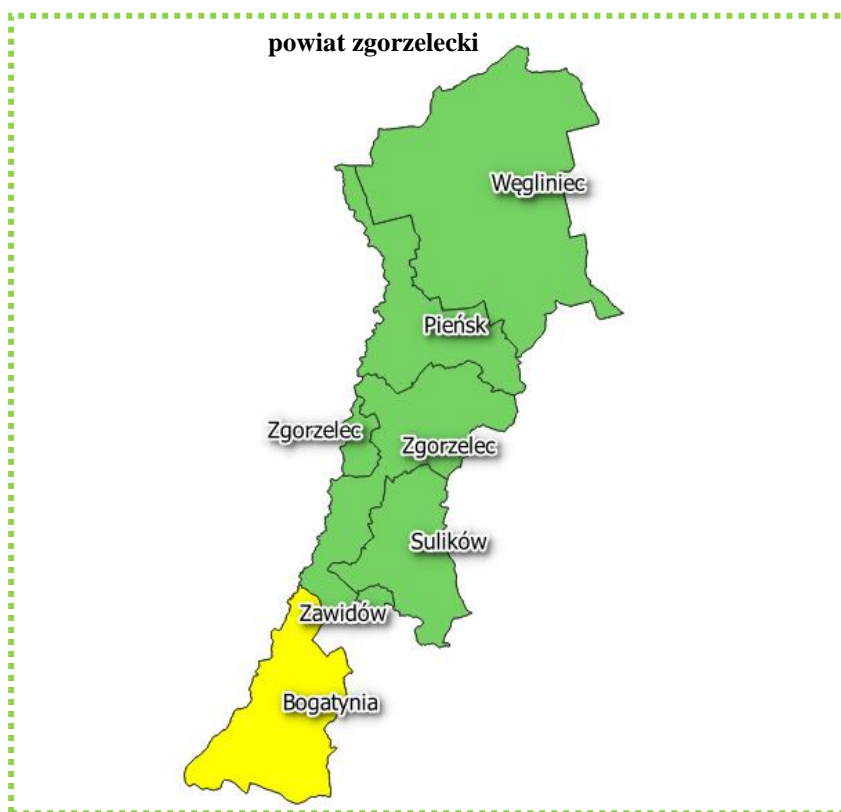 powiat zgorzelecki
Węgliniec
Pieńsk
Zgorzelec
Zgorzelec
Sulików
Zawidów
Bogatynia